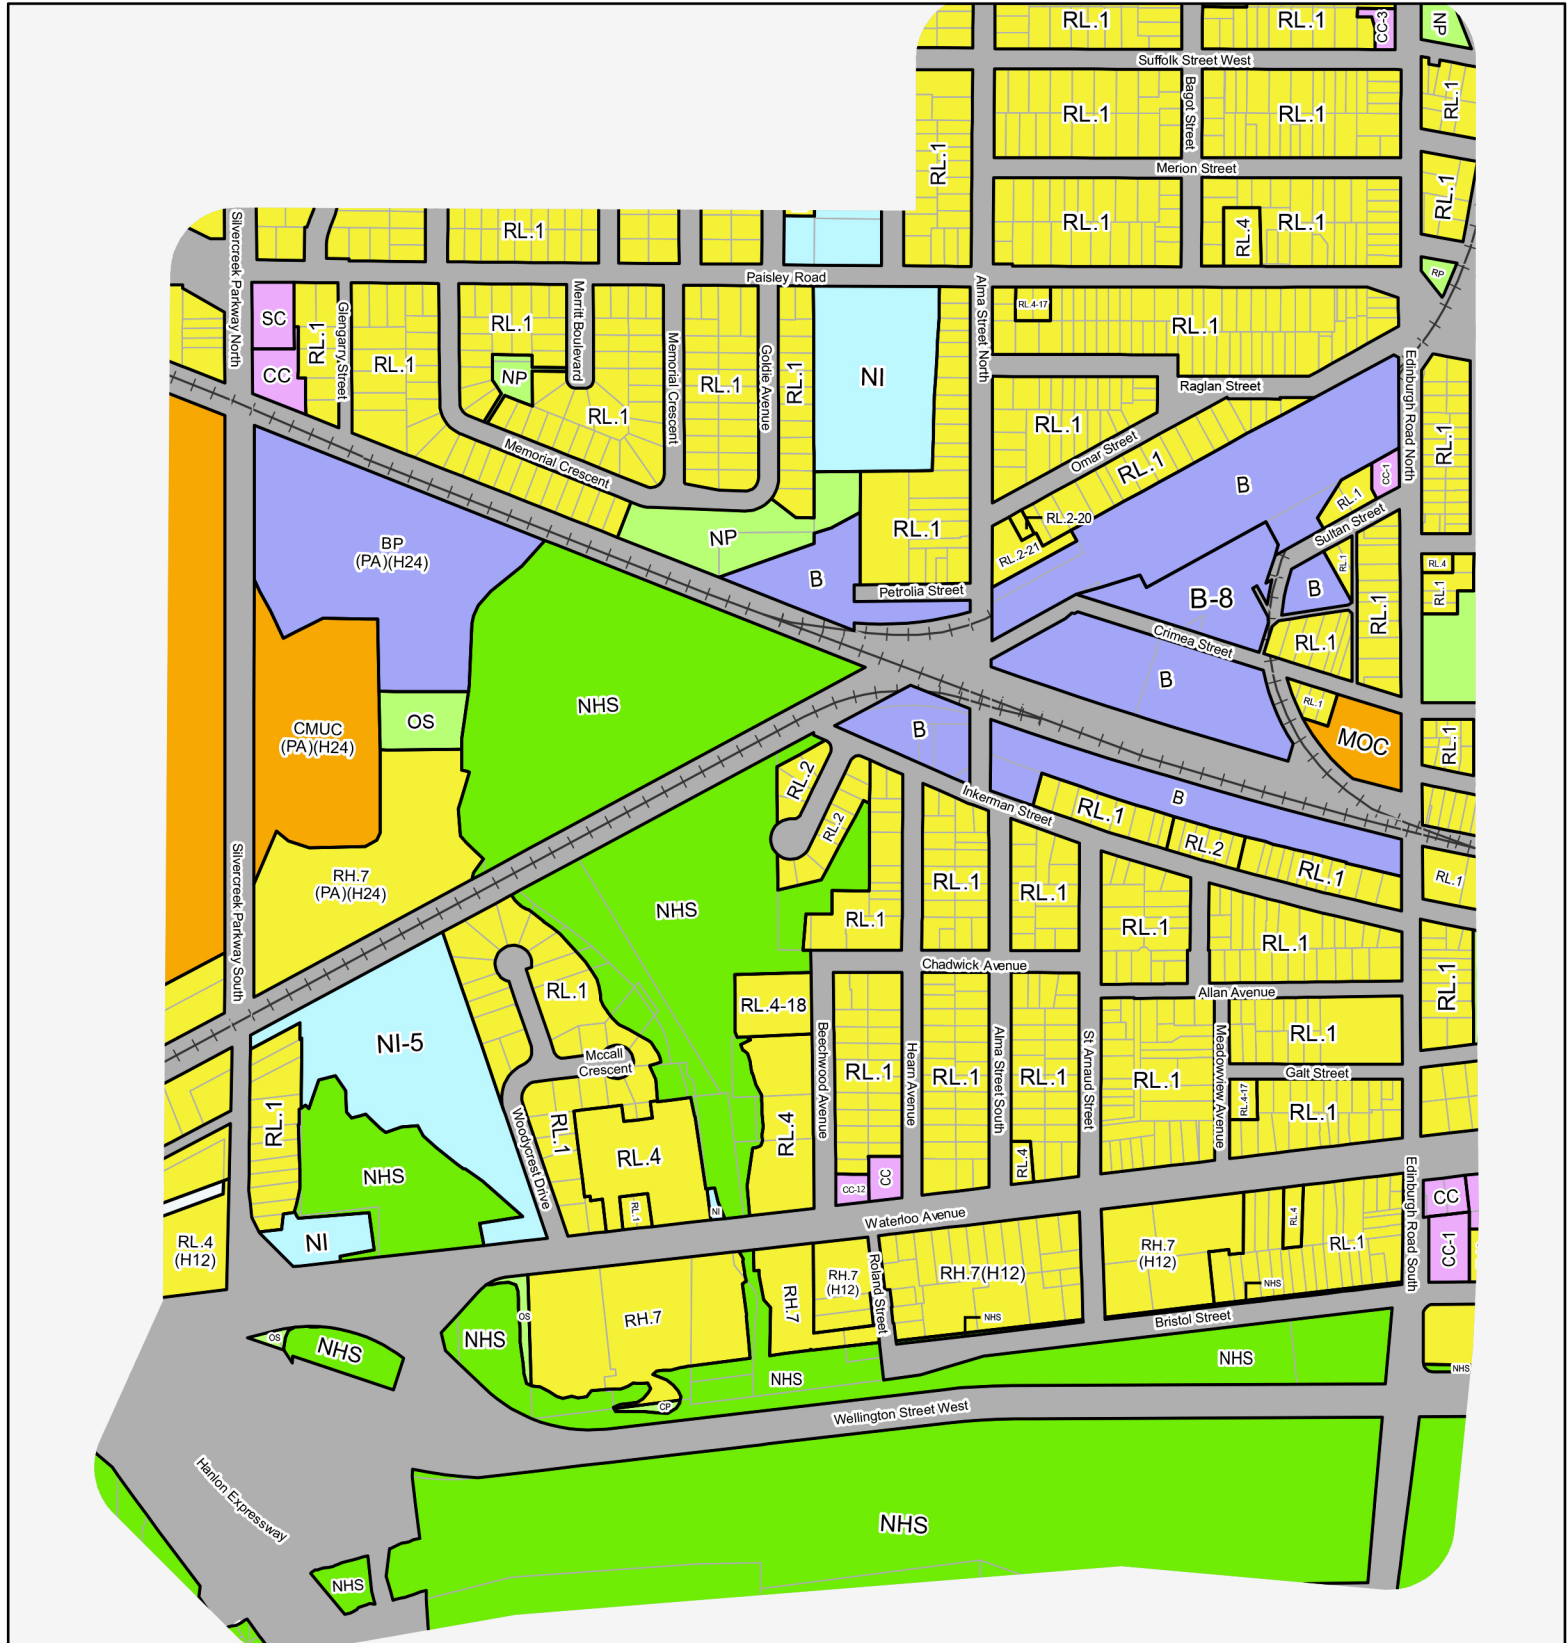 RL.1
RL.1
CC-3
NP
Suffolk Street West
RL.1
Bagot Street
RL.1
RL.1
RL.1
Merion Street
RL.1
RL.1
RL.4
RL.1
Silvercreek Parkway North
RL.1
Paisley Road
RP
SC
CC
RL.1
Glengarry Street
RL.1
RL.1
NP
Merritt Boulevard
RL.1
Memorial Crescent
RL.1
Goldie Avenue
RL.1
NI
Alma Street North
RL.4-17
RL.1
Raglan Street
Edinburgh Road North
RL.1
RL.1
Omar Street
RL.1
B
CC-1
RL.1
Sultan Street
Memorial Crescent
NP
RL.1
RL.2-20
RL.2-21
BP
(PA)(H24)
B
Petrolia Street
B-8
B
RL.1
RL.1
RL.1
RL.4
RL.1
Crimea Street
B
RL.1
MOC
RL.1
CMUC
(PA)(H24)
OS
NHS
B
B
Inkerman Street
RL.2
RL.2
RL.1
RL.2
RL.1
RL.1
RH.7
(PA)(H24)
Silvercreek Parkway South
NHS
RL.1
RL.1
RL.1
RL.1
RL.1
RL.1
Chadwick Avenue
Allan Avenue
RL.1
RL.4-18
NI-5
Mccall
Crescent
Beechwood Avenue
RL.1
Hearn Avenue
RL.1
Alma Street South
RL.1
St Arnaud Street
RL.1
Meadowview Avenue
RL.1
Galt Street
RL.4-17
RL.1
RL.1
RL.1
Woodycrest Drive
RL.4
RL.4
NHS
RL.1
NI
CC-12
CC
RL.4
Edinburgh Road South
CC
CC-1
RL.4
(H12)
NI
Waterloo Avenue
RL.4
RL.1
RH.7
(H12)
NHS
RH.7
RH.7
RH.7
(H12)
Roland Street
RH.7(H12)
NHS
Bristol Street
OS
NHS
NHS
OS
NHS
NHS
NHS
CP
Wellington Street West
Hanlon Expressway
NHS
NHS